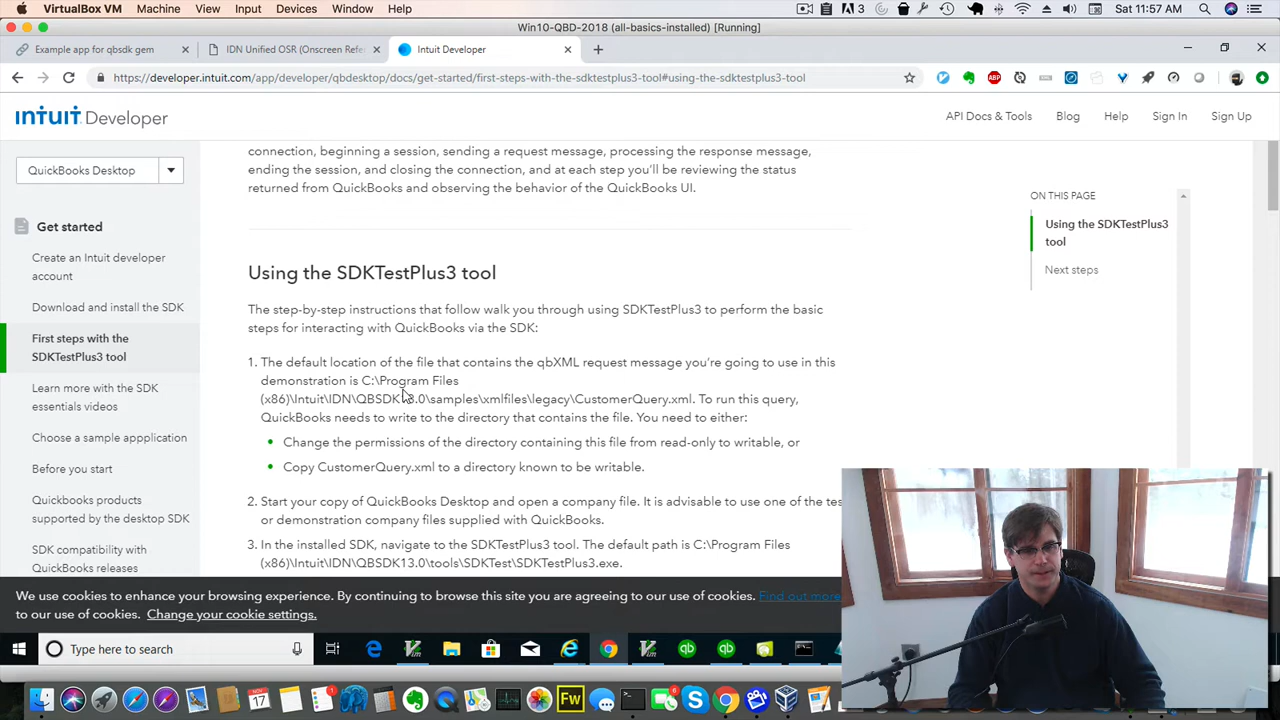 VirtualBox VM Machine View Input Devices Window Help 3 Sat 11:57 AM
Win10-QBD-2018 (all-basics-installed) [Running]
Example app for qbsdk gem
IDN Unified OSR (Onscreen Refe
Intuit Developer
https://developer.intuit.com/app/developer/qbdesktop/docs/get-started/first-steps-with-the-sdktestplus3-tool#using-the-sdktestplus3-tool
ABP
ıntuıt Developer
API Docs & Tools Blog Help Sign In Sign Up
QuickBooks Desktop
Get started
Create an Intuit developer
account
Download and install the SDK
First steps with the
SDKTestPlus3 tool
Learn more with the SDK
essentials videos
Choose a sample appplication
Before you start
Quickbooks products
supported by the desktop SDK
SDK compatibility with
QuickBooks releases
connection, beginning a session, sending a request message, processing the response message,
ending the session, and closing the connection, and at each step you'll be reviewing the status
returned from QuickBooks and observing the behavior of the QuickBooks UI.
Using the SDKTestPlus3 tool
The step-by-step instructions that follow walk you through using SDKTestPlus3 to perform the basic
steps for interacting with QuickBooks via the SDK:
1. The default location of the file that contains the qbXML request message you're going to use in this
demonstration is C:\Program Files
(x86)\Intuit\IDN\QBSDK13.0\samples\xmlfiles\legacy\CustomerQuery.xml. To run this query,
QuickBooks needs to write to the directory that contains the file. You need to either:
• Change the permissions of the directory containing this file from read-only to writable, or
• Copy CustomerQuery.xml to a directory known to be writable.
2. Start your copy of QuickBooks Desktop and open a company file. It is advisable to use one of the tes
or demonstration company files supplied with QuickBooks.
3. In the installed SDK, navigate to the SDKTestPlus3 tool. The default path is C:\Program Files
(x86)\Intuit\IDN\QBSDK13.0\tools\SDKTest\SDKTestPlus3.exe.
ON THIS PAGE
Using the SDKTestPlus3
tool
Next steps
We use cookies to enhance your browsing experience. By continuing to browse this site you are agreeing to our use of cookies. Find out more
to our use of cookies. Change your cookie settings.
Type here to search
qb qb
NOV
17
Fw